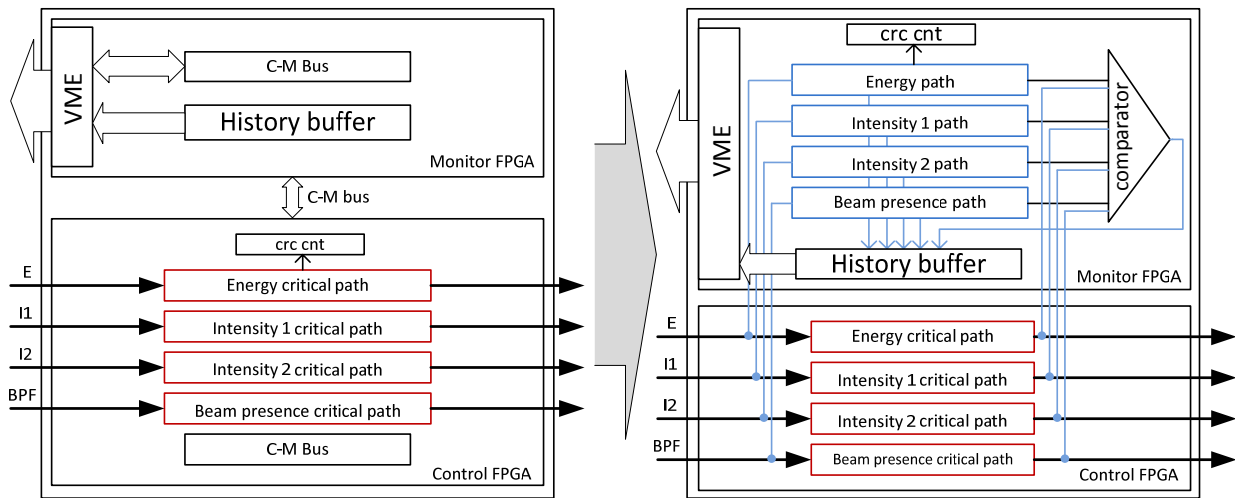 VME
C-M Bus
History buffer
Monitor FPGA
C-M bus
crc cnt
E
Energy critical path
I1
Intensity 1 critical path
I2
Intensity 2 critical path
BPF
Beam presence critical path
C-M Bus
Control FPGA
crc cnt
VME
Energy path
Intensity 1 path
Intensity 2 path
Beam presence path
comparator
History buffer
Monitor FPGA
E
Energy critical path
I1
Intensity 1 critical path
I2
Intensity 2 critical path
BPF
Beam presence critical path
Control FPGA